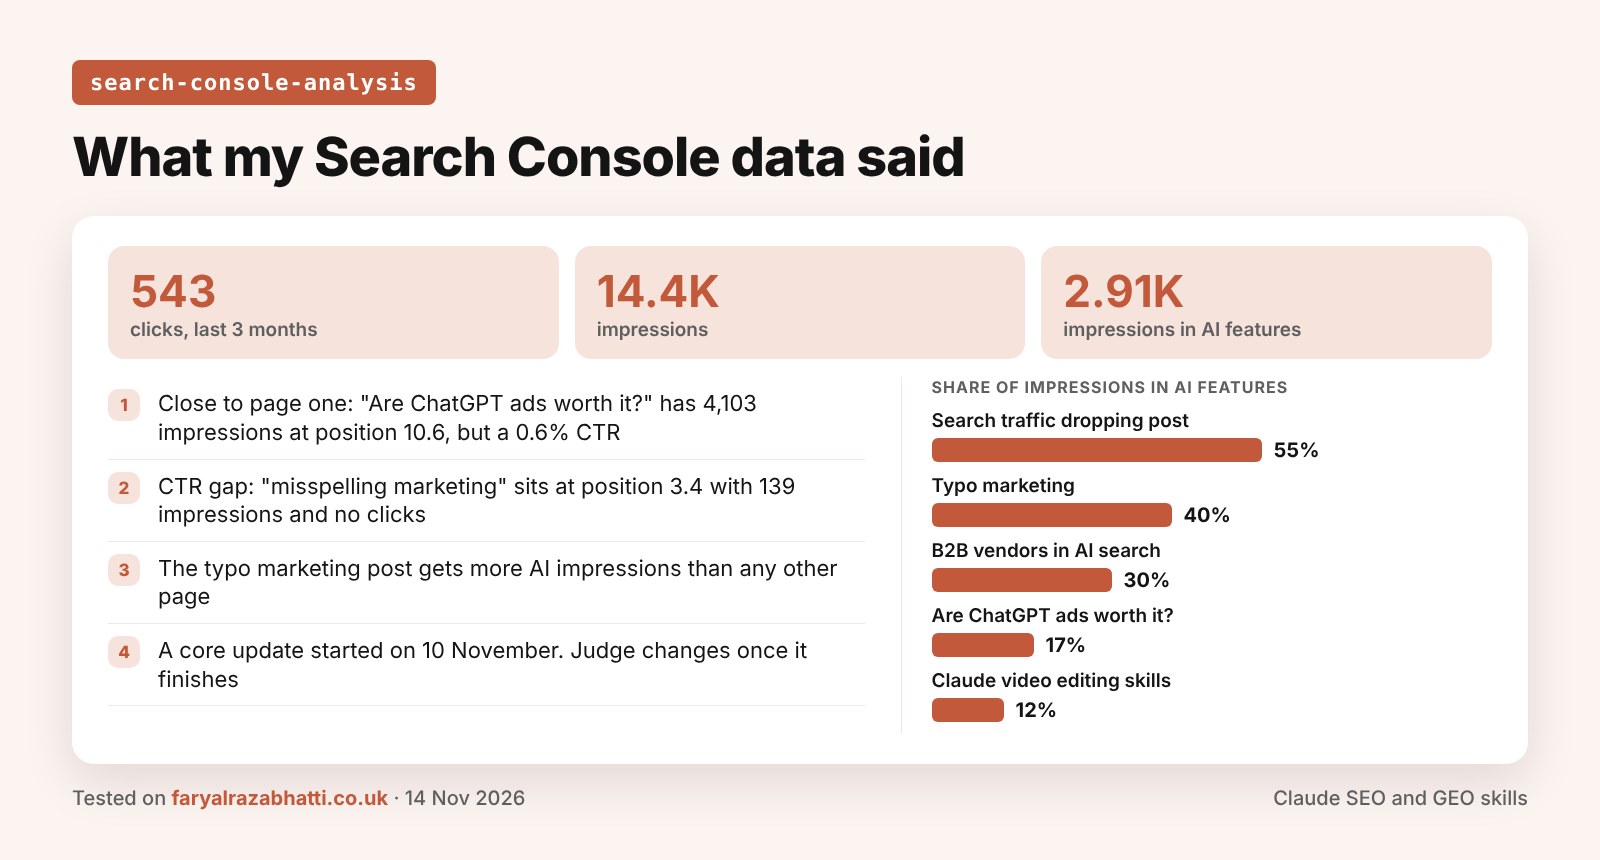 search-console-analysis
What my Search Console data said
543
clicks, last 3 months
14.4K
impressions
2.91K
impressions in AI features
1
Close to page one: "Are ChatGPT ads worth it?" has 4,103
impressions at position 10.6, but a 0.6% CTR
2
CTR gap: "misspelling marketing" sits at position 3.4 with 139
impressions and no clicks
3
The typo marketing post gets more AI impressions than any other
page
4
A core update started on 10 November. Judge changes once it
finishes
SHARE OF IMPRESSIONS IN AI FEATURES
Search traffic dropping post
55%
Typo marketing
40%
B2B vendors in AI search
30%
Are ChatGPT ads worth it?
17%
Claude video editing skills
12%
Tested on faryalrazabhatti.co.uk · 14 Nov 2026
Claude SEO and GEO skills